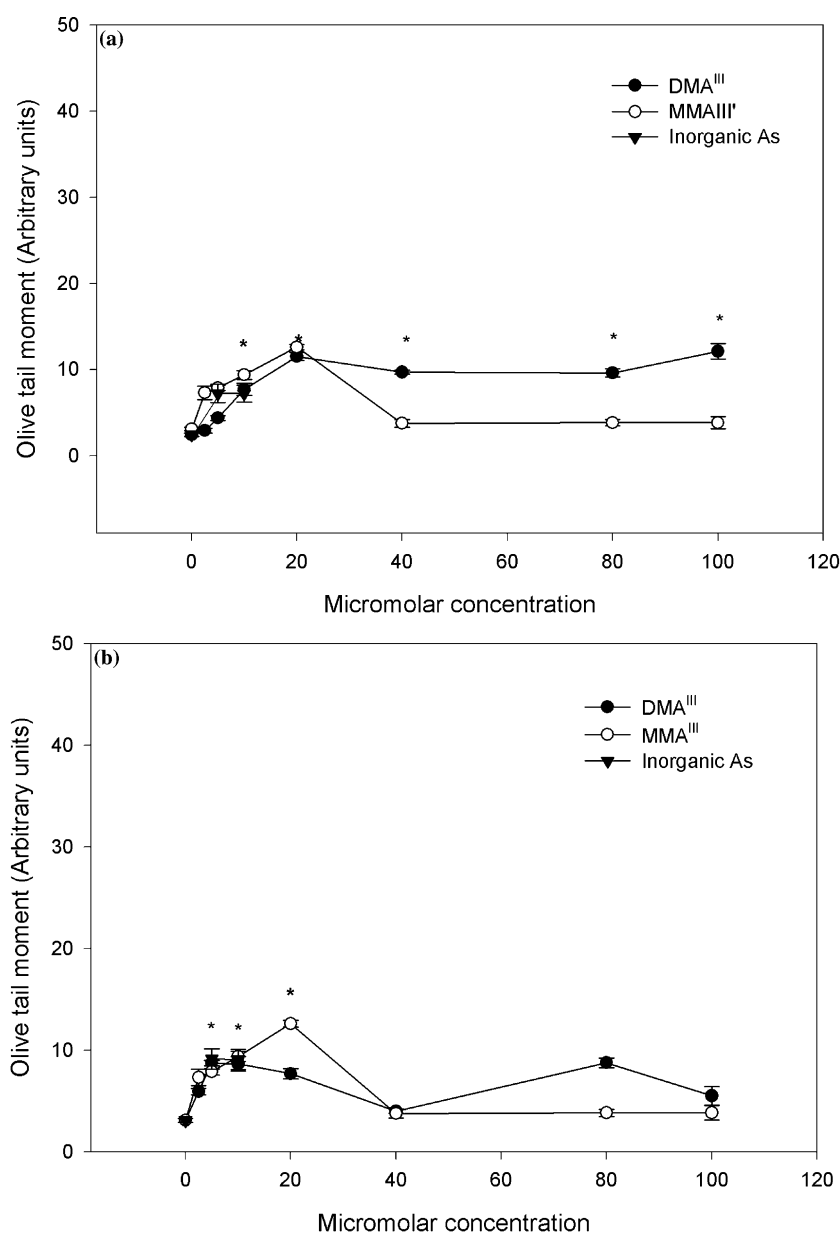 (a)
50
40
30
20
10
0
Olive tail moment (Arbitrary units)
DMA^III
MMAIII'
Inorganic As
* * * * *
0 20 40 60 80 100 120
Micromolar concentration
(b)
50
40
30
20
10
0
Olive tail moment (Arbitrary units)
DMA^III
MMA^III
Inorganic As
* * *
0 20 40 60 80 100 120
Micromolar concentration